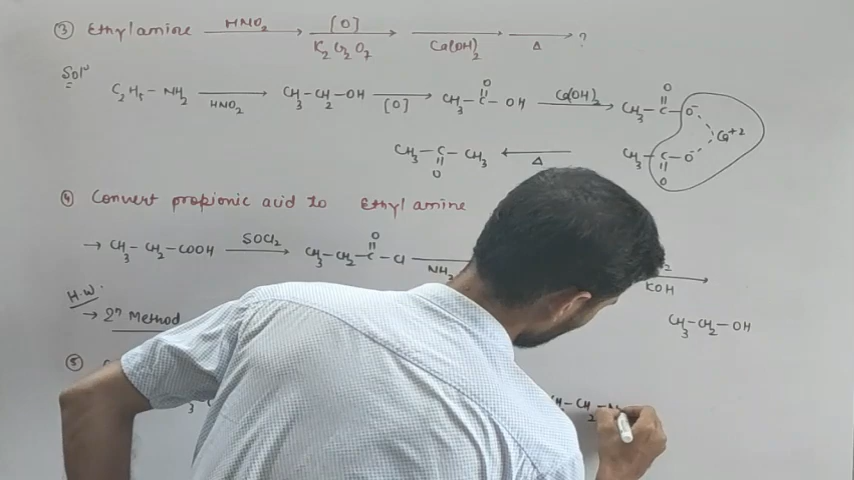 ③ Ethylamine HNO2 → [O] K2Cr2O7 → Ca(OH)2 → Δ → ?
Solⁿ
C2H5-NH2 HNO2 → CH3-CH2-OH [O] → CH3-C-OH O Ca(OH)2 → CH3-C-O⁻ O
Ca+2
CH3-C-CH3 O ← Δ CH3-C-O⁻ O
④ Convert propionic acid to Ethylamine
→ CH3-CH2-COOH SOCl2 → CH3-CH2-C-Cl O NH3 KOH →
H.W.
→ 2ⁿ Method
CH3-CH2-OH
⑤
-CH2-